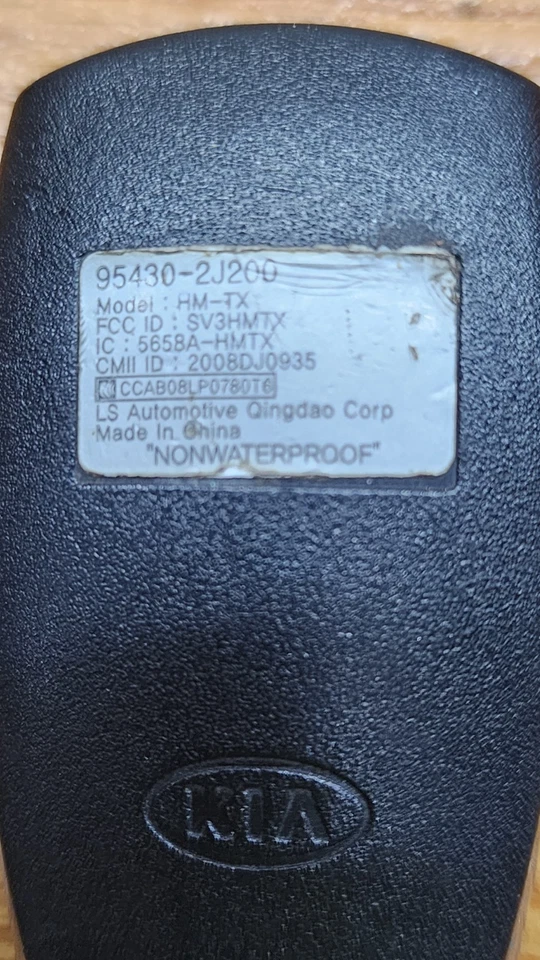 95430-2J200
Model : HM-TX
FCC ID : SV3HMTX
IC : 5658A-HMTX
CMII ID : 2008DJ0935
CCAB08LP0780T6
LS Automotive Qingdao Corp
Made In China
"NONWATERPROOF"
KIA